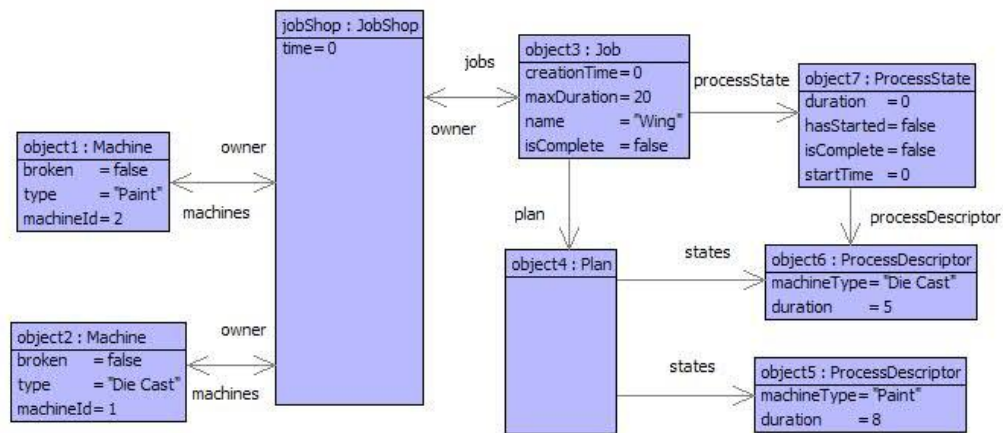 jobShop : JobShop
time=0
jobs
owner
object3 : Job
creationTime=0
maxDuration=20
name ="Wing"
isComplete =false
processState
object7 : ProcessState
duration =0
hasStarted=false
isComplete=false
startTime =0
object1 : Machine
broken =false
type ="Paint"
machineId=2
owner
machines
plan
processDescriptor
object4 : Plan
states
object6 : ProcessDescriptor
machineType="Die Cast"
duration =5
object2 : Machine
broken =false
type ="Die Cast"
machineId=1
owner
machines
states
object5 : ProcessDescriptor
machineType="Paint"
duration =8